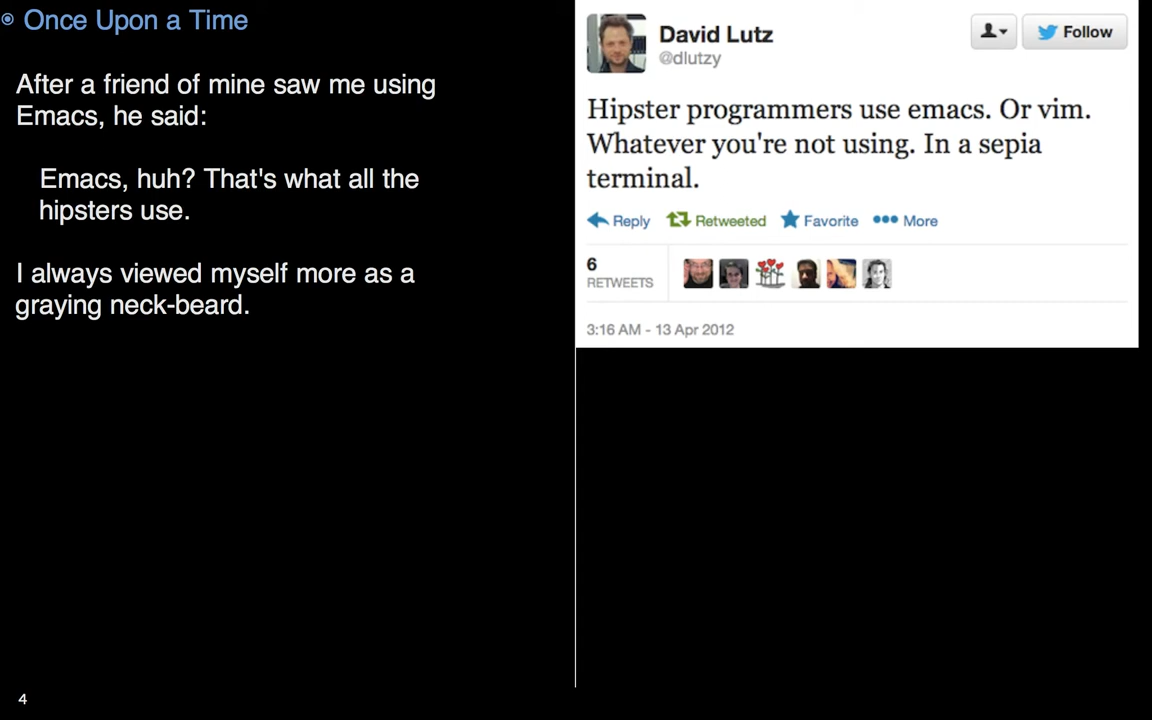 Once Upon a Time
After a friend of mine saw me using
Emacs, he said:
Emacs, huh? That's what all the
hipsters use.
I always viewed myself more as a
graying neck-beard.
David Lutz
@dlutzy
Follow
Hipster programmers use emacs. Or vim.
Whatever you're not using. In a sepia
terminal.
Reply Retweeted Favorite More
6
RETWEETS
3:16 AM - 13 Apr 2012
4